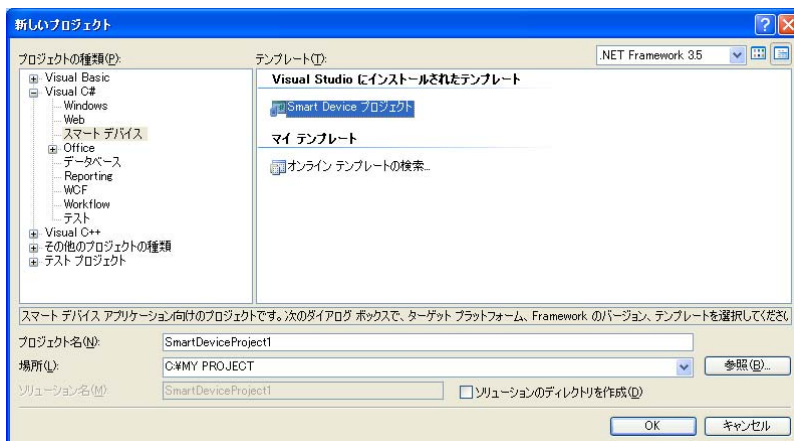 新しいプロジェクト
プロジェクトの種類(P):
テンプレート(T):
.NET Framework 3.5
Visual Basic
Visual C#
Windows
Web
スマート デバイス
Office
データベース
Reporting
WCF
Workflow
テスト
Visual C++
その他のプロジェクトの種類
テスト プロジェクト
Visual Studio にインストールされたテンプレート
Smart Device プロジェクト
マイ テンプレート
オンライン テンプレートの検索...
スマート デバイス アプリケーション向けのプロジェクトです。次のダイアログ ボックスで、ターゲット プラットフォーム、Framework のバージョン、テンプレートを選択してくださ
プロジェクト名(N):
SmartDeviceProject1
場所(L):
C:¥MY PROJECT
参照(B)...
ソリューション名(M):
SmartDeviceProject1
ソリューションのディレクトリを作成(D)
OK
キャンセル